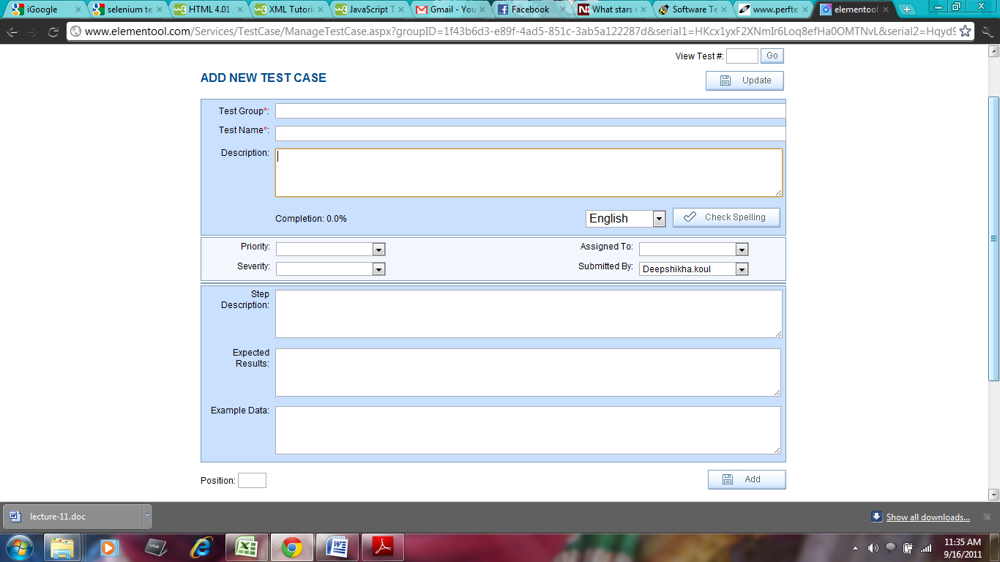 iGoogle
selenium te
HTML 4.01
XML Tutori
JavaScript T
Gmail - You
Facebook
What stars
Software Te
www.perfte
elementool
www.elementool.com/Services/TestCase/ManageTestCase.aspx?groupID=1f43b6d3-e89f-4ad5-851c-3ab5a122287d&serial1=HKcx1yxF2XNmIr6Loq8efHa0OMTNvL&serial2=Hqyd9
View Test #: Go
ADD NEW TEST CASE
Update
Test Group*:
Test Name*:
Description:
Completion: 0.0%
English
Check Spelling
Priority:
Assigned To:
Severity:
Submitted By: Deepshikha.koul
Step
Description:
Expected
Results:
Example Data:
Position:
Add
lecture-11.doc
Show all downloads...
11:35 AM
9/16/2011